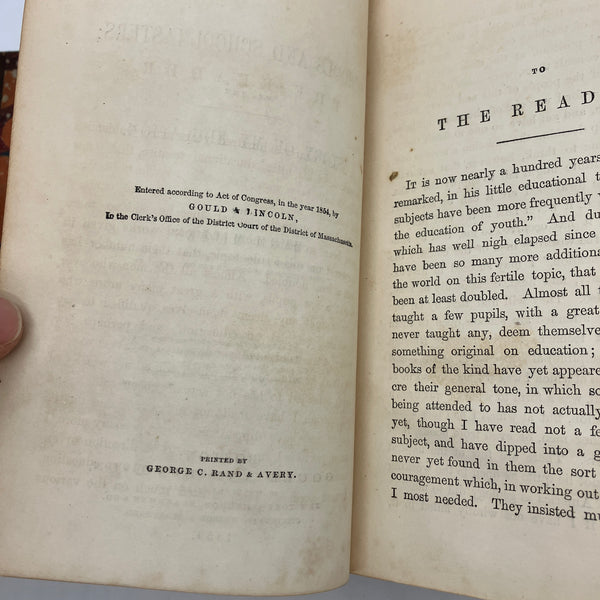 Entered according to Act of Congress, in the year 1854, by
GOULD & LINCOLN,
In the Clerk's Office of the District Court of the District of Massachusetts.
PRINTED BY
GEORGE C. RAND & AVERY.
TO
THE READ
It is now nearly a hundred years
remarked, in his little educational t
subjects have been more frequently
the education of youth." And du
which has well nigh elapsed since
have been so many more additiona
the world on this fertile topic, that
been at least doubled. Almost all t
taught a few pupils, with a great
never taught any, deem themselve
something original on education;
books of the kind have yet appeare
cre their general tone, in which so
being attended to has not actually
yet, though I have read not a fe
subject, and have dipped into a g
never yet found in them the sort
couragement which, in working out
I most needed. They insisted mu